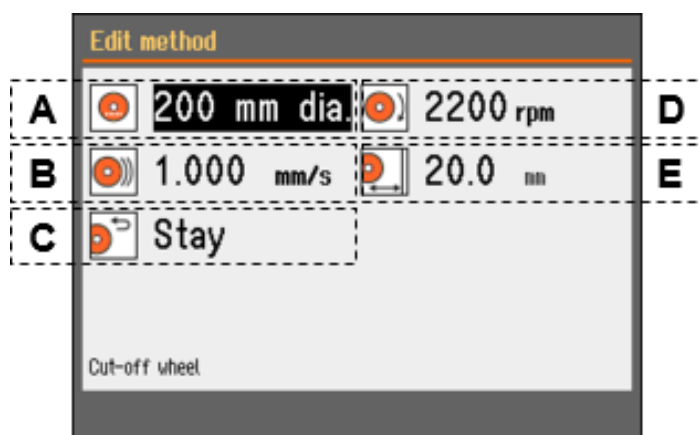 Edit method
A 200 mm dia. 2200 rpm D
B 1.000 mm/s 20.0 mm E
C Stay
Cut-off wheel